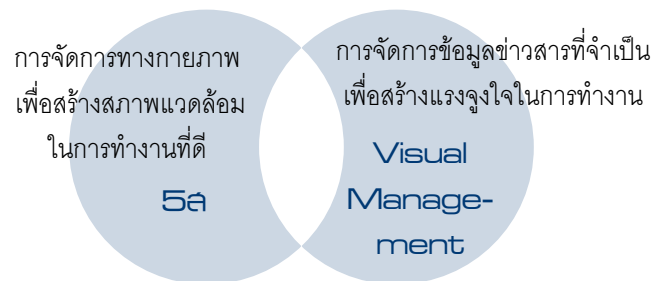 การจัดการทางกายภาพ
เพื่อสร้างสภาพแวดล้อม
ในการทำงานที่ดี
5ส
การจัดการข้อมูลข่าวสารที่จำเป็น
เพื่อสร้างแรงจูงใจในการทำงาน
Visual
Manage-
ment